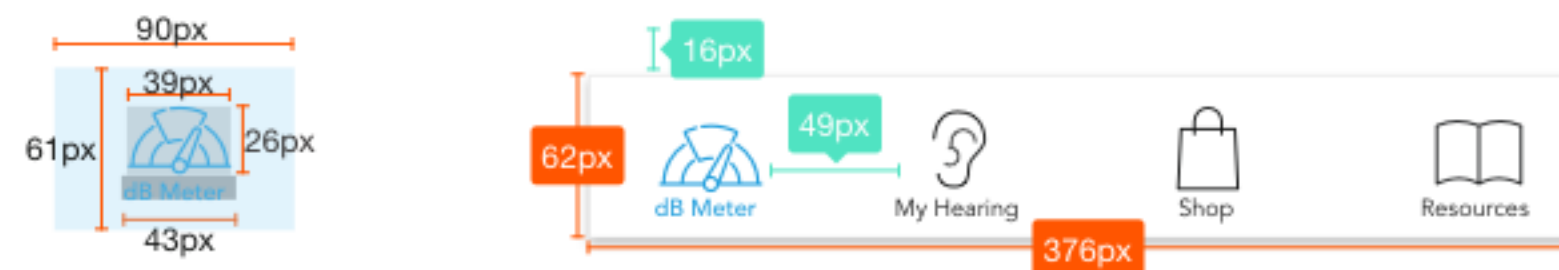 90px
39px
61px
26px
dB Meter
43px
16px
49px
62px
dB Meter
My Hearing
Shop
Resources
376px